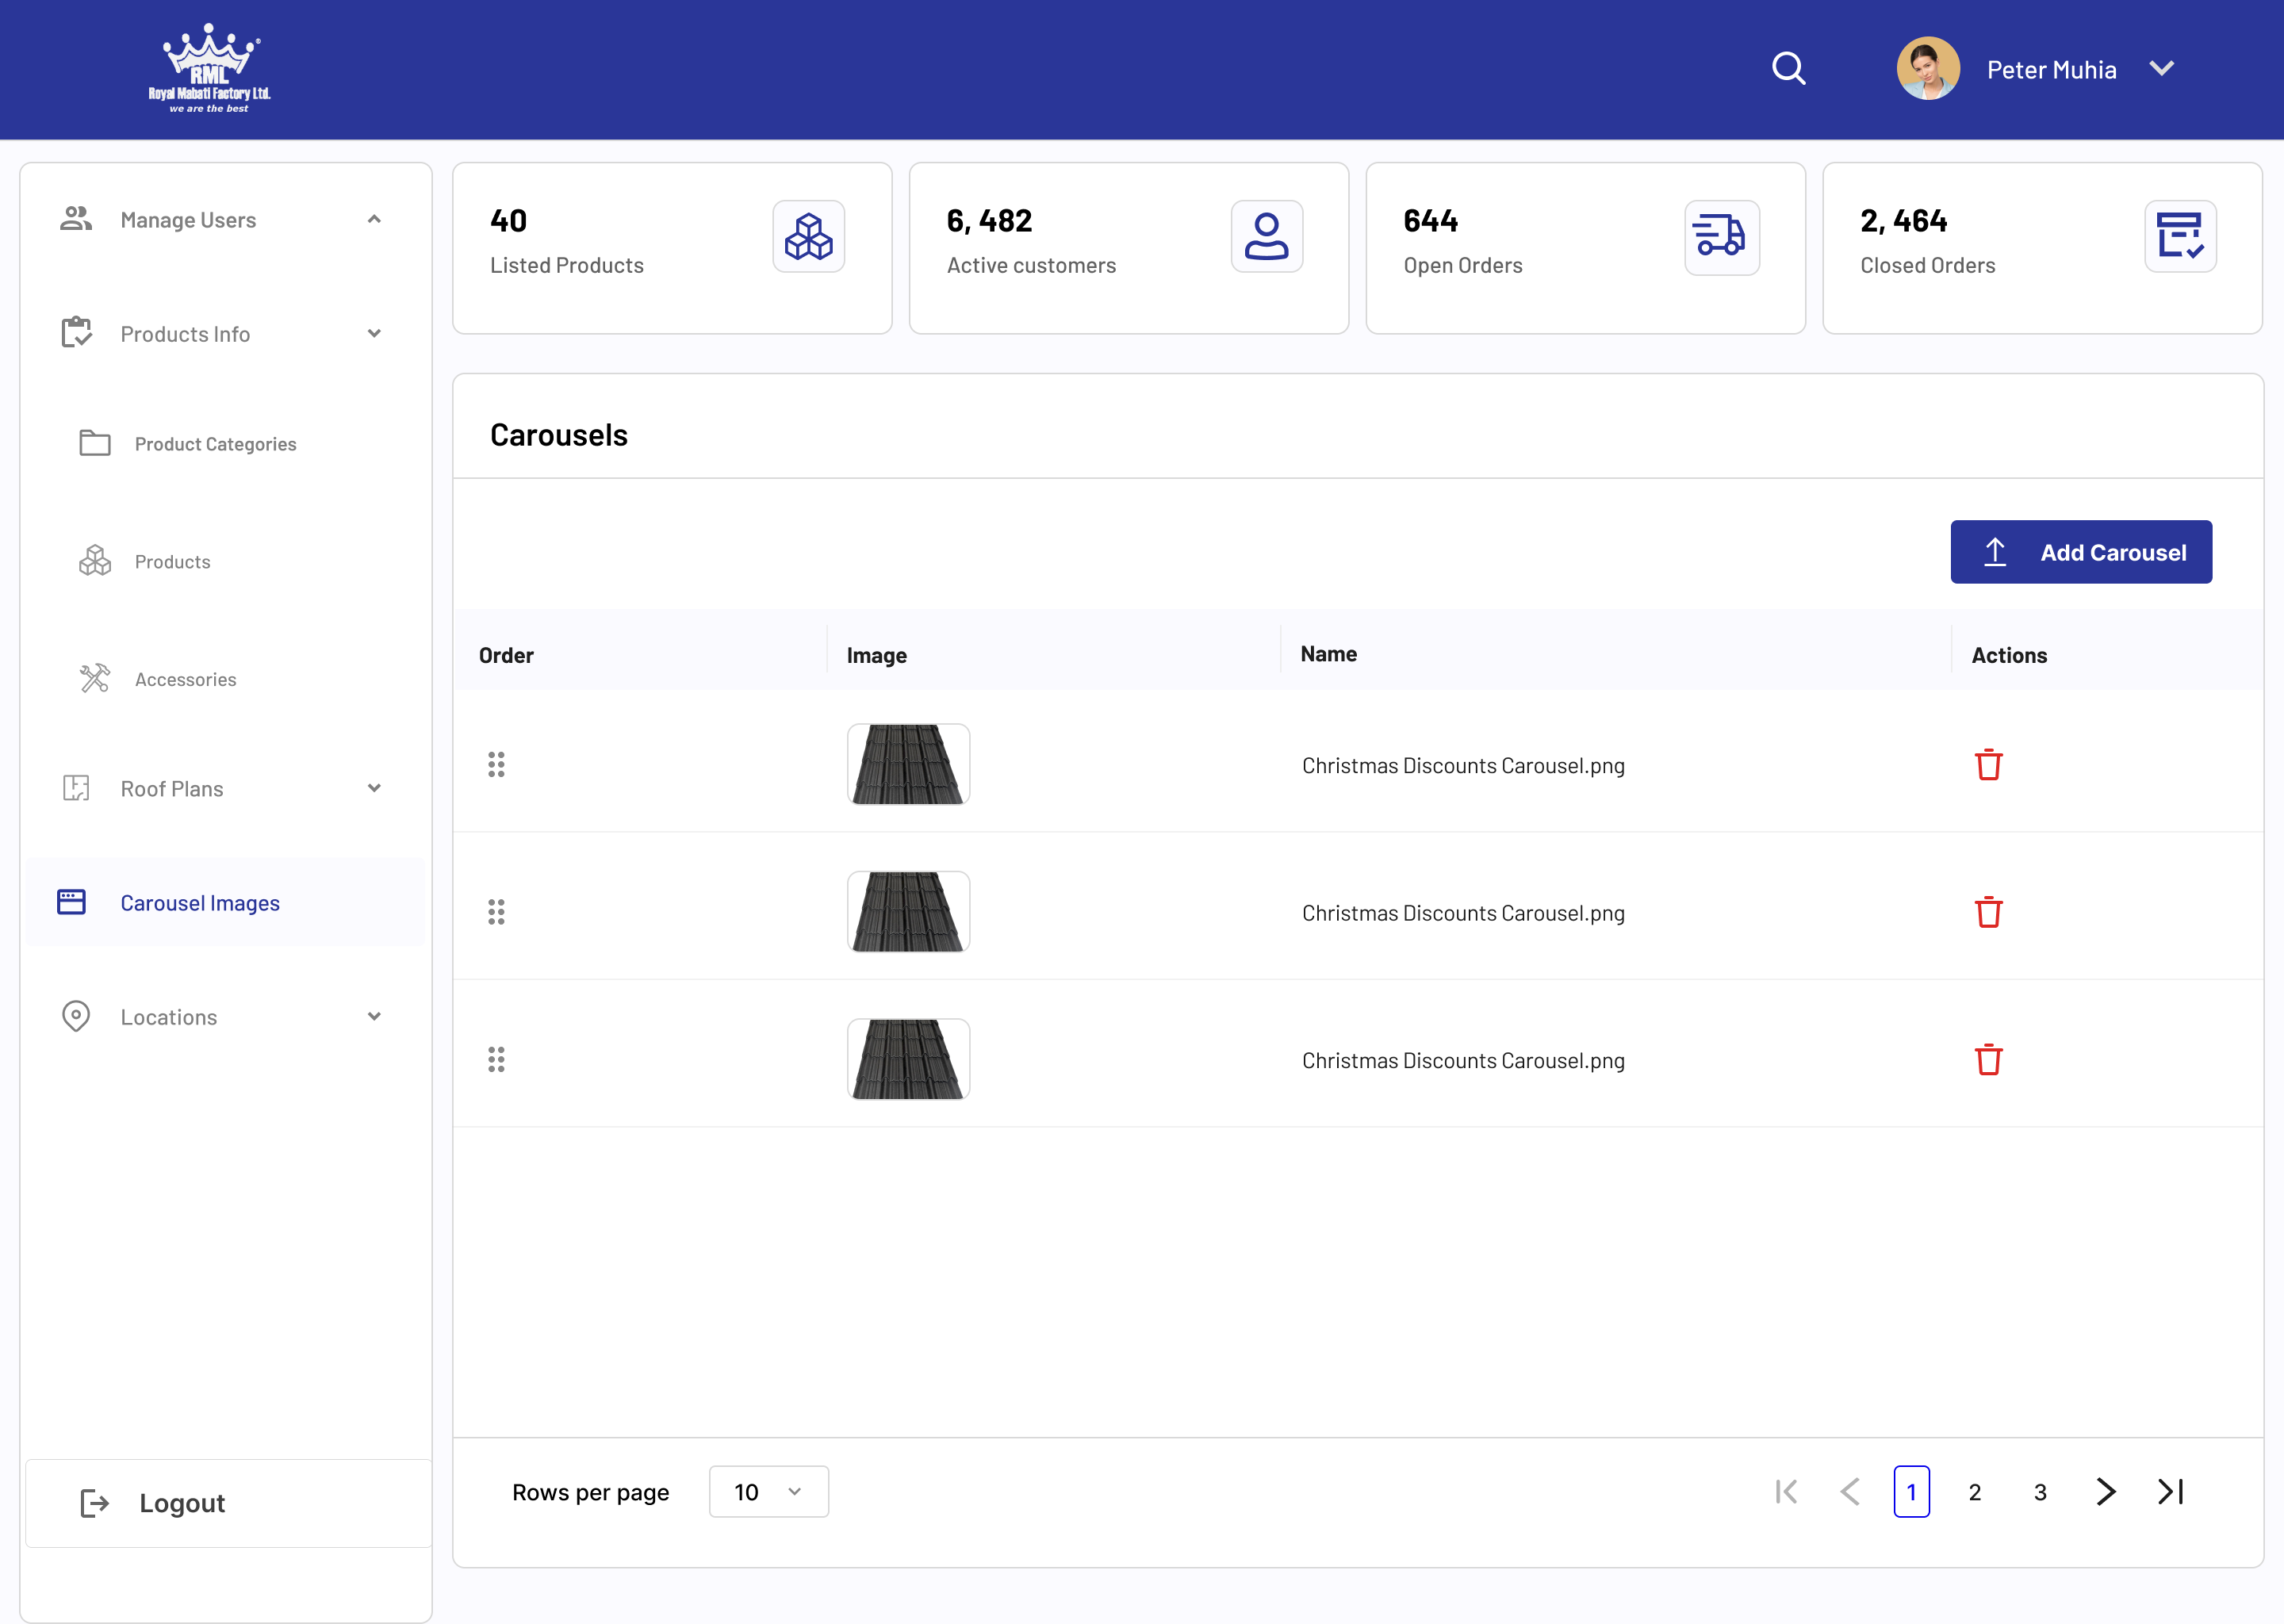 RML
Royal Mabati Factory Ltd.
we are the best
Peter Muhia
Manage Users
Products Info
Product Categories
Products
Accessories
Roof Plans
Carousel Images
Locations
Logout
40
Listed Products
6, 482
Active customers
644
Open Orders
2, 464
Closed Orders
Carousels
Add Carousel
Order Image Name Actions
Christmas Discounts Carousel.png
Christmas Discounts Carousel.png
Christmas Discounts Carousel.png
Rows per page 10 1 2 3